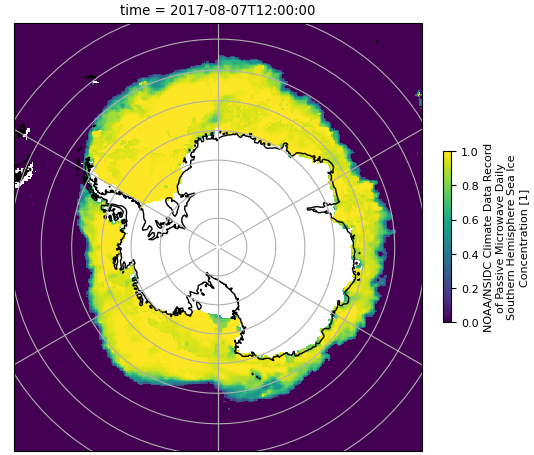 time = 2017-08-07T12:00:00
1.0
0.8
0.6
0.4
0.2
0.0
NOAA/NSIDC Climate Data Record
of Passive Microwave Daily
Southern Hemisphere Sea Ice
Concentration [1]